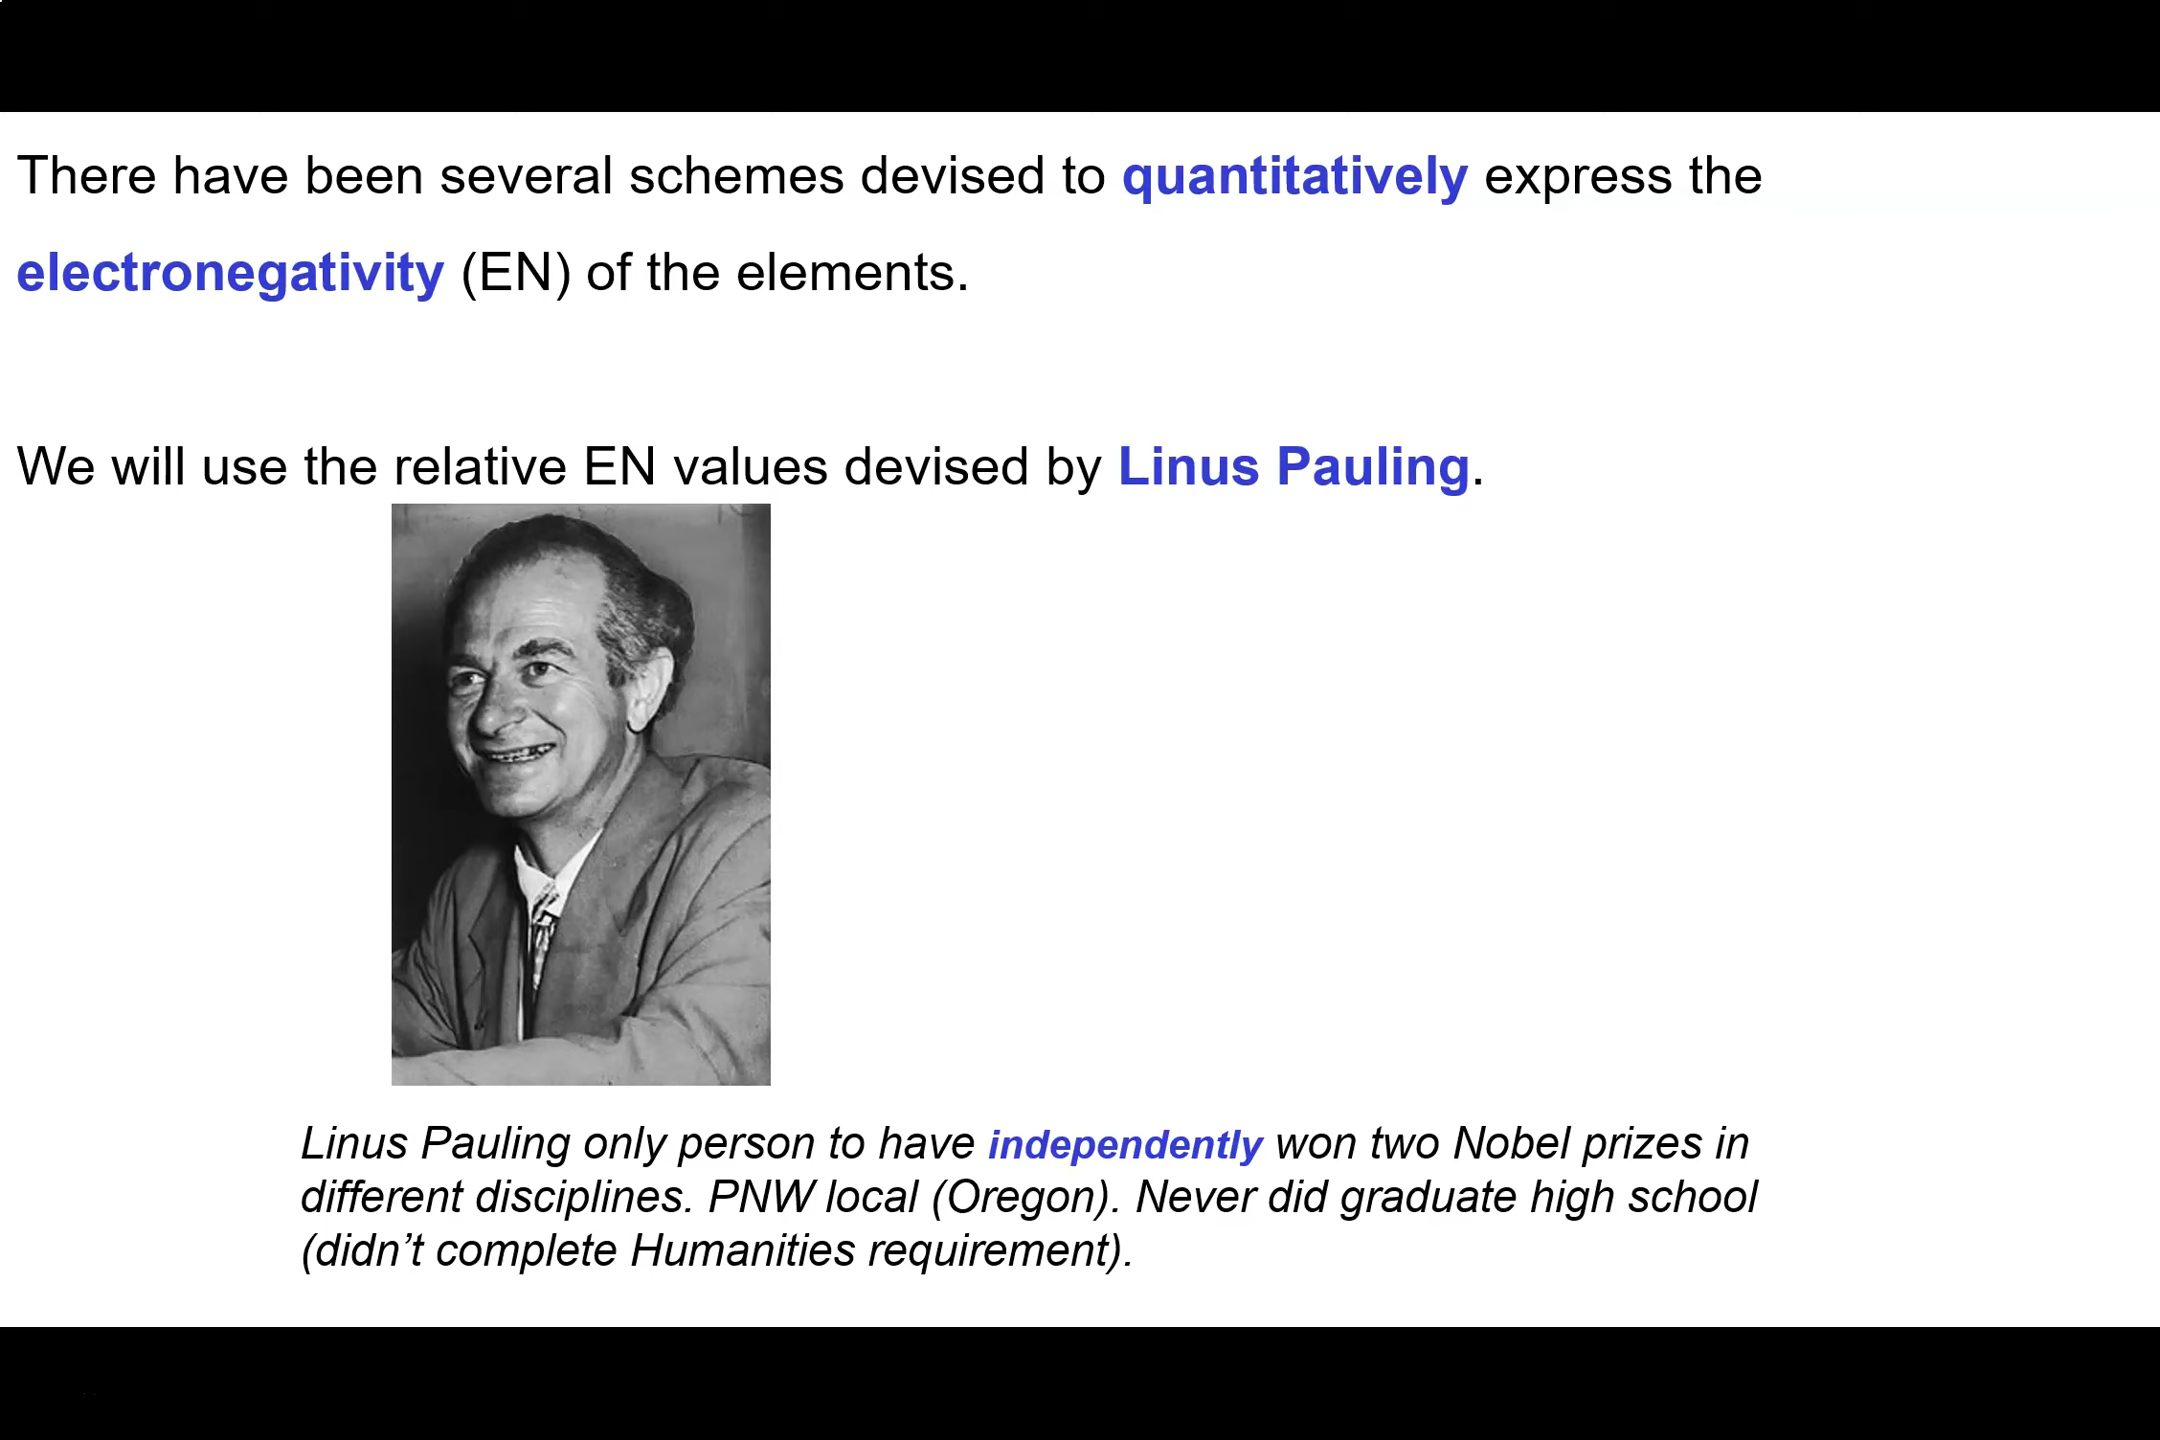 There have been several schemes devised to quantitatively express the
electronegativity (EN) of the elements.
We will use the relative EN values devised by Linus Pauling.
Linus Pauling only person to have independently won two Nobel prizes in
different disciplines. PNW local (Oregon). Never did graduate high school
(didn’t complete Humanities requirement).